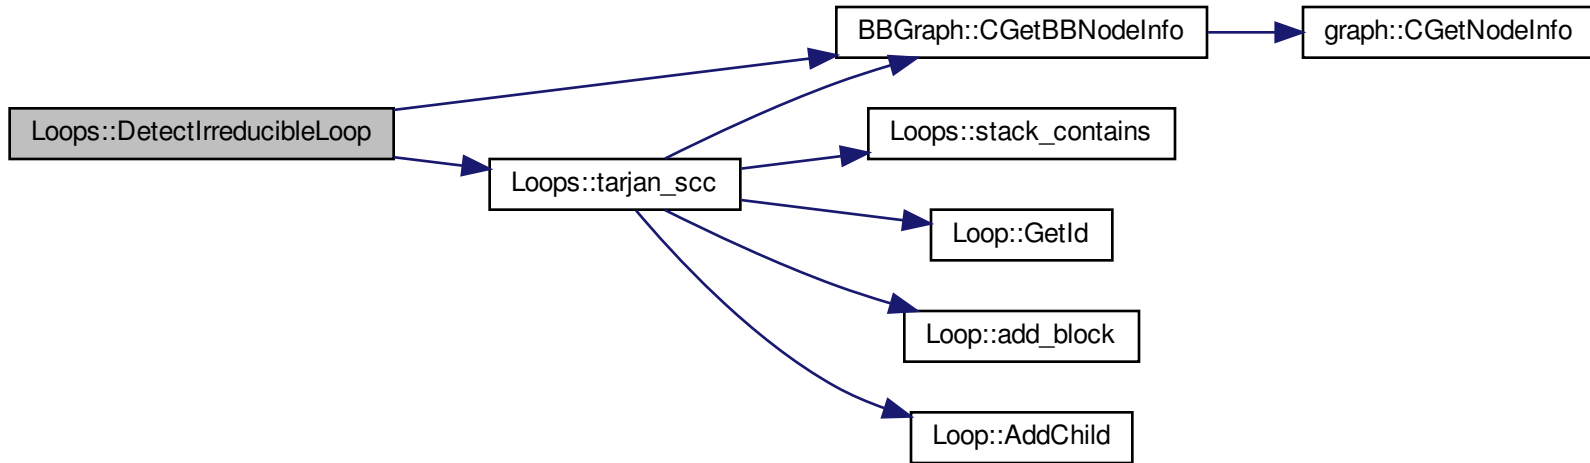 BBGraph::CGetBBNodeInfo
graph::CGetNodeInfo
Loops::DetectIrreducibleLoop
Loops::stack_contains
Loops::tarjan_scc
Loop::GetId
Loop::add_block
Loop::AddChild